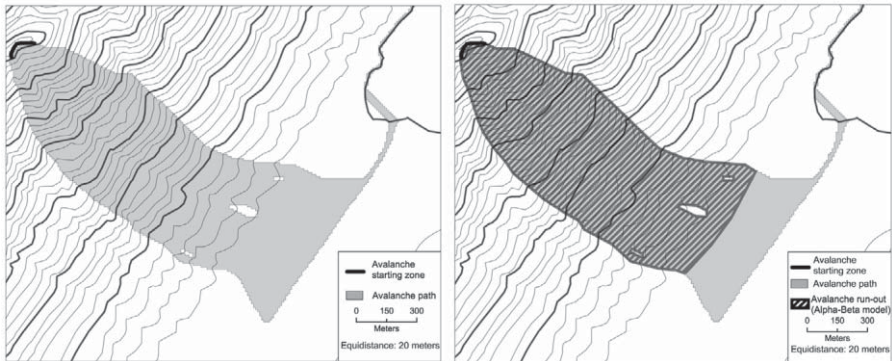 Avalanche
starting zone
Avalanche path
0 150 300
Meters
Equidistance: 20 meters
Avalanche
starting zone
Avalanche path
Avalanche run-out
(Alpha-Beta model)
0 150 300
Meters
Equidistance: 20 meters